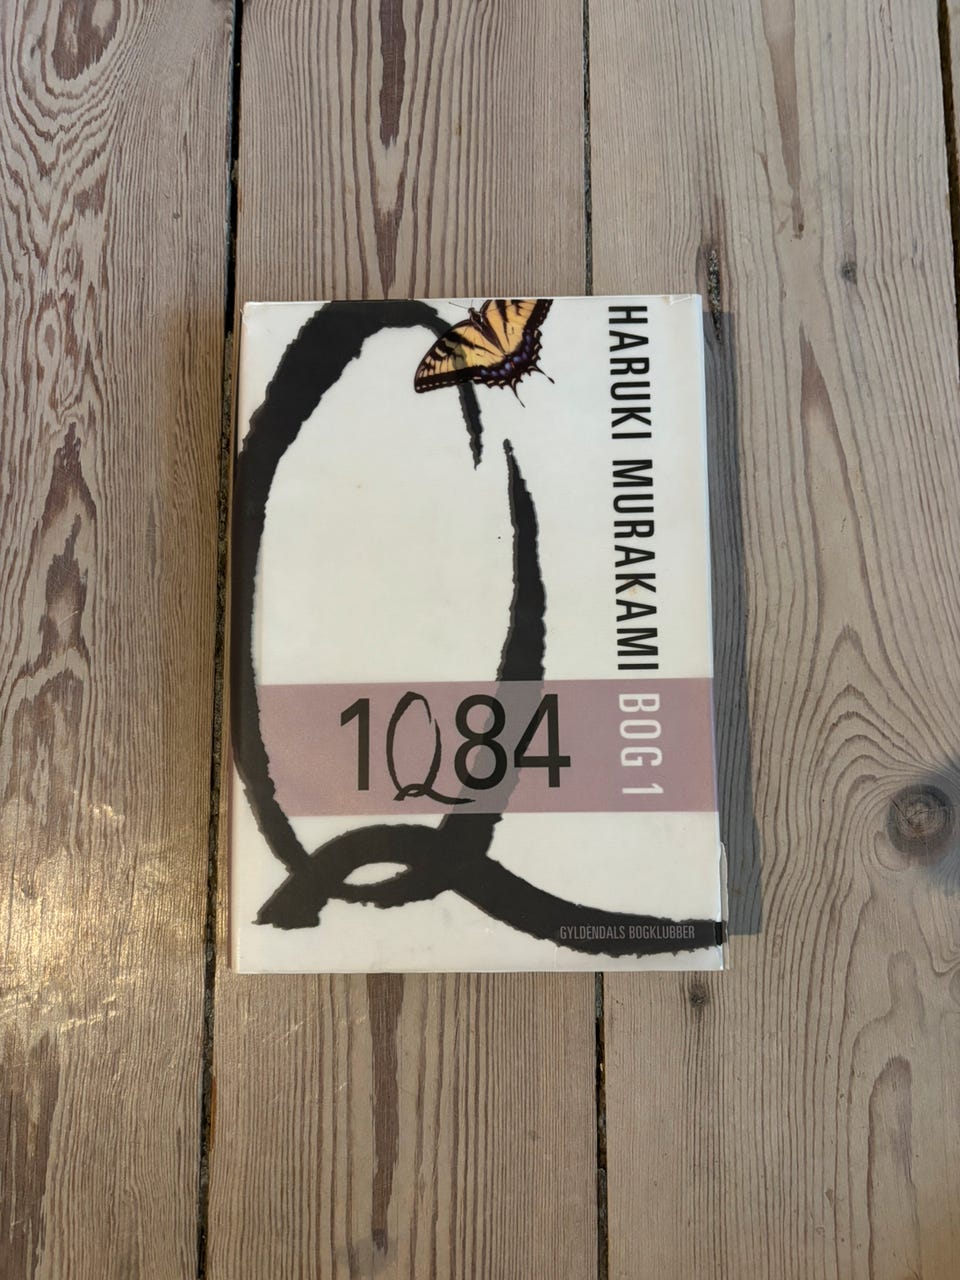 HARUKI MURAKAMI BOG 1
1Q84
GYLDENDALS BOGKLUBBER